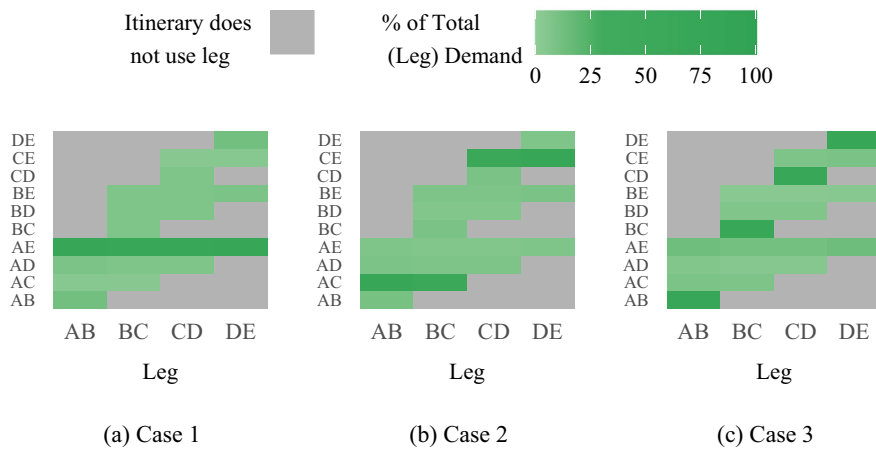 Itinerary does
not use leg
% of Total
(Leg) Demand
0 25 50 75 100
DE
CE
CD
BE
BD
BC
AE
AD
AC
AB
AB BC CD DE
Leg
(a) Case 1
DE
CE
CD
BE
BD
BC
AE
AD
AC
AB
AB BC CD DE
Leg
(b) Case 2
DE
CE
CD
BE
BD
BC
AE
AD
AC
AB
AB BC CD DE
Leg
(c) Case 3